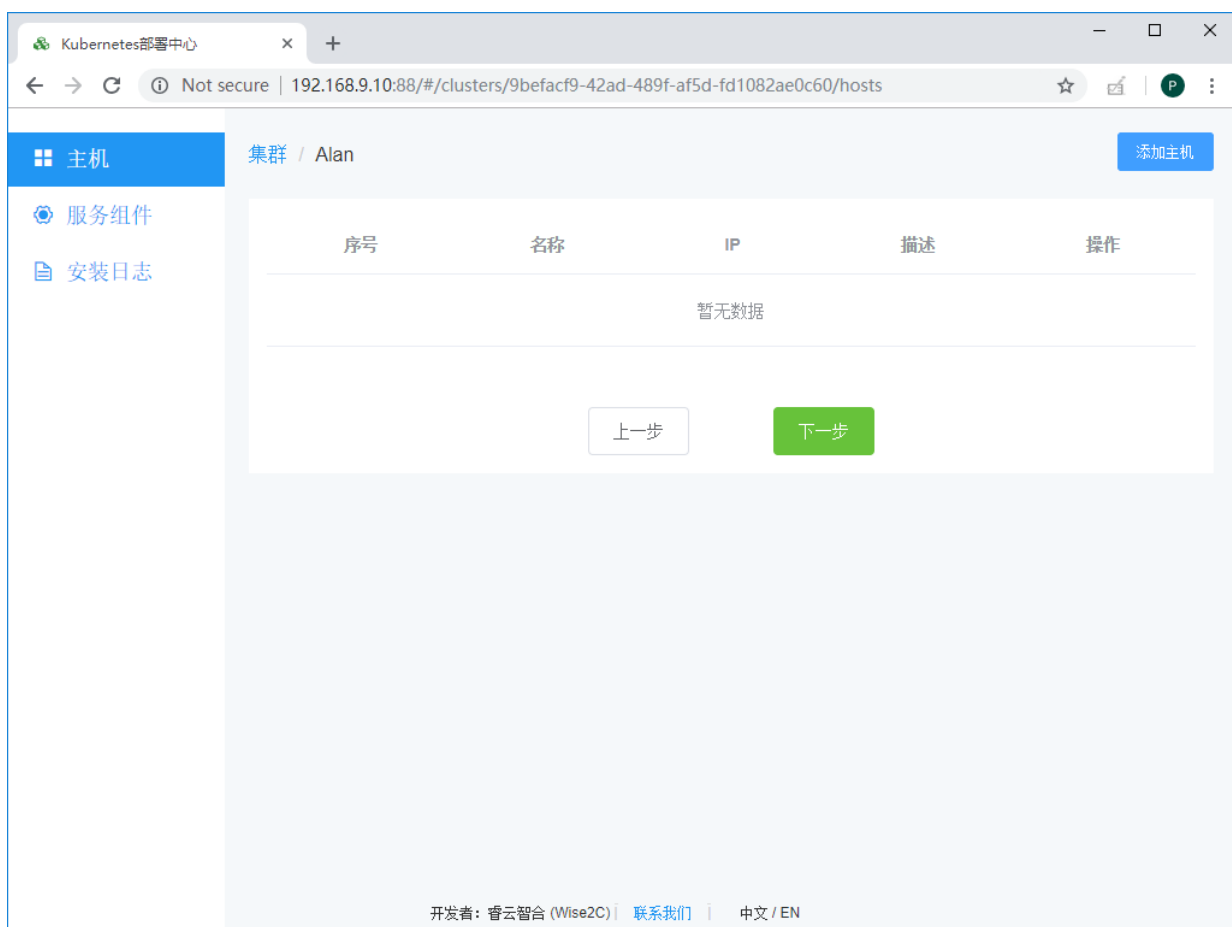 Kubernetes部署中心
Not secure | 192.168.9.10:88/#/clusters/9befacf9-42ad-489f-af5d-fd1082ae0c60/hosts
P
主机
服务组件
安装日志
集群 / Alan
添加主机
序号 名称 IP 描述 操作
暂无数据
上一步 下一步
开发者：睿云智合 (Wise2C) | 联系我们 | 中文 / EN